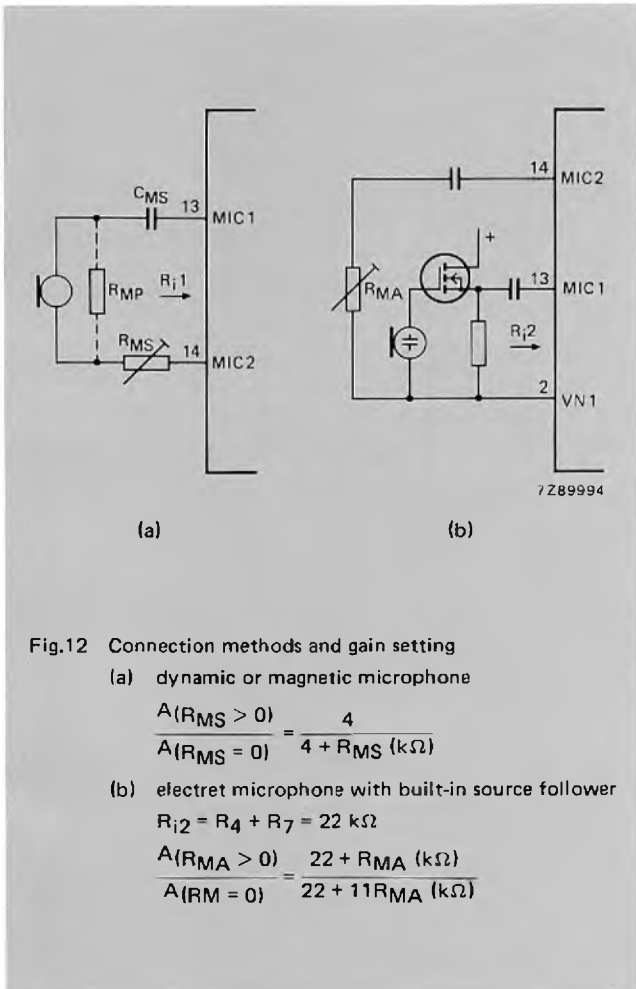 CMS
13
MIC1
RMP
Ri1
RMS
14
MIC2
(a)
14
MIC2
RMA
+
13
MIC1
Ri2
2
VN1
7Z89994
(b)
Fig.12 Connection methods and gain setting
(a) dynamic or magnetic microphone
A(RMS > 0) / A(RMS = 0) = 4 / 4 + RMS (kΩ)
(b) electret microphone with built-in source follower
Ri2 = R4 + R7 = 22 kΩ
A(RMA > 0) / A(RM = 0) = 22 + RMA (kΩ) / 22 + 11RMA (kΩ)